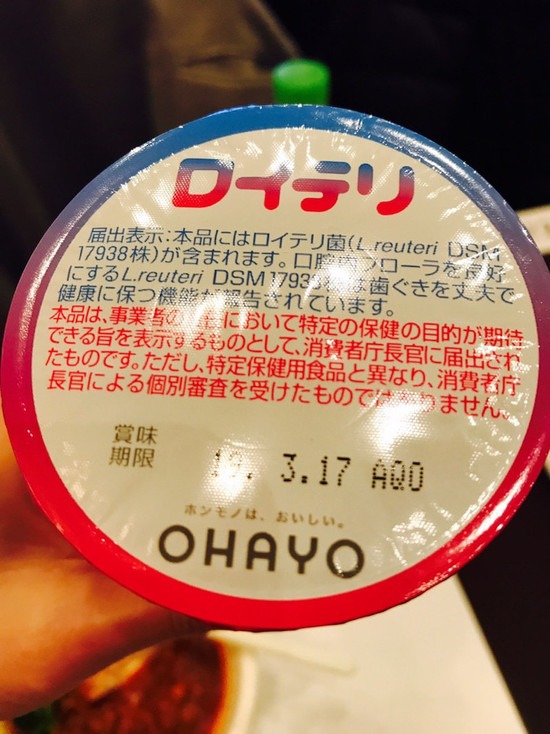 ロイテリ
届出表示:本品にはロイテリ菌(L.reuteri DSM
17938株)が含まれます。口腔内フローラを良好
にするL.reuteri DSM17938株は歯ぐきを丈夫で
健康に保つ機能が報告されています。
本品は、事業者の責任において特定の保健の目的が期待
できる旨を表示するものとして、消費者庁長官に届出され
たものです。ただし、特定保健用食品と異なり、消費者庁
長官による個別審査を受けたものではありません。
賞味
期限
3.17 AQO
ホンモノは、おいしい。
OHAYO